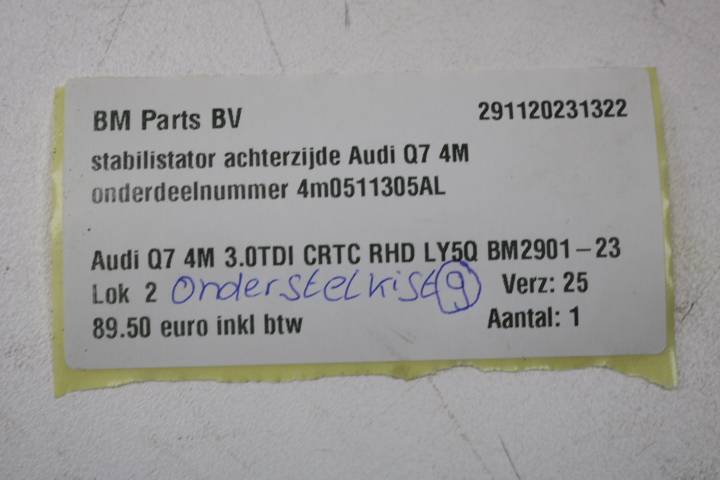 BM Parts BV 291120231322
stabilistator achterzijde Audi Q7 4M
onderdeelnummer 4m0511305AL
Audi Q7 4M 3.0TDI CRTC RHD LY5Q BM2901-23
Lok 2 onderstelkist 9 Verz: 25
89.50 euro inkl btw Aantal: 1